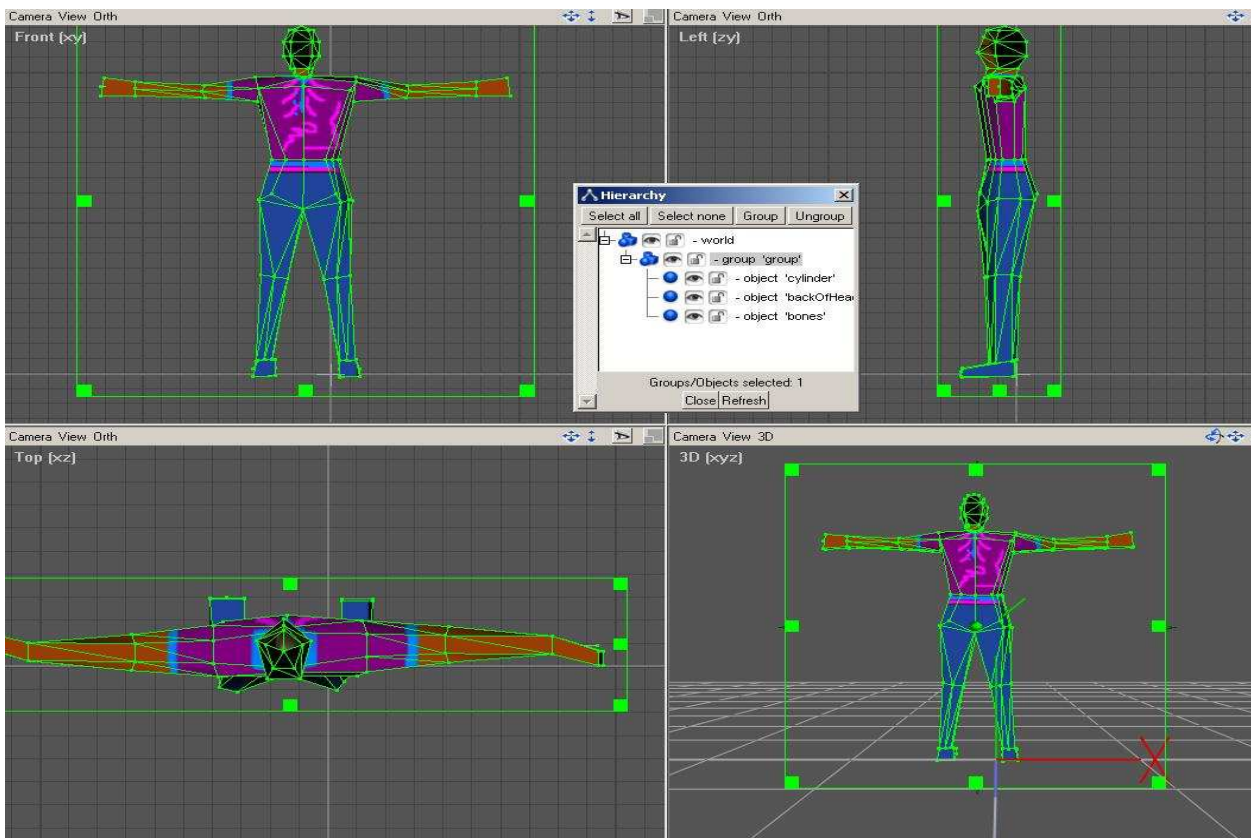 Camera View Orth
Front (xy)
Camera View Orth
Left (zy)
Hierarchy
Select all Select none Group Ungroup
- world
- group 'group'
- object 'cylinder'
- object 'backOfHea
- object 'bones'
Groups/Objects selected: 1
Close Refresh
Camera View Orth
Top (xz)
Camera View 3D
3D (xyz)
X